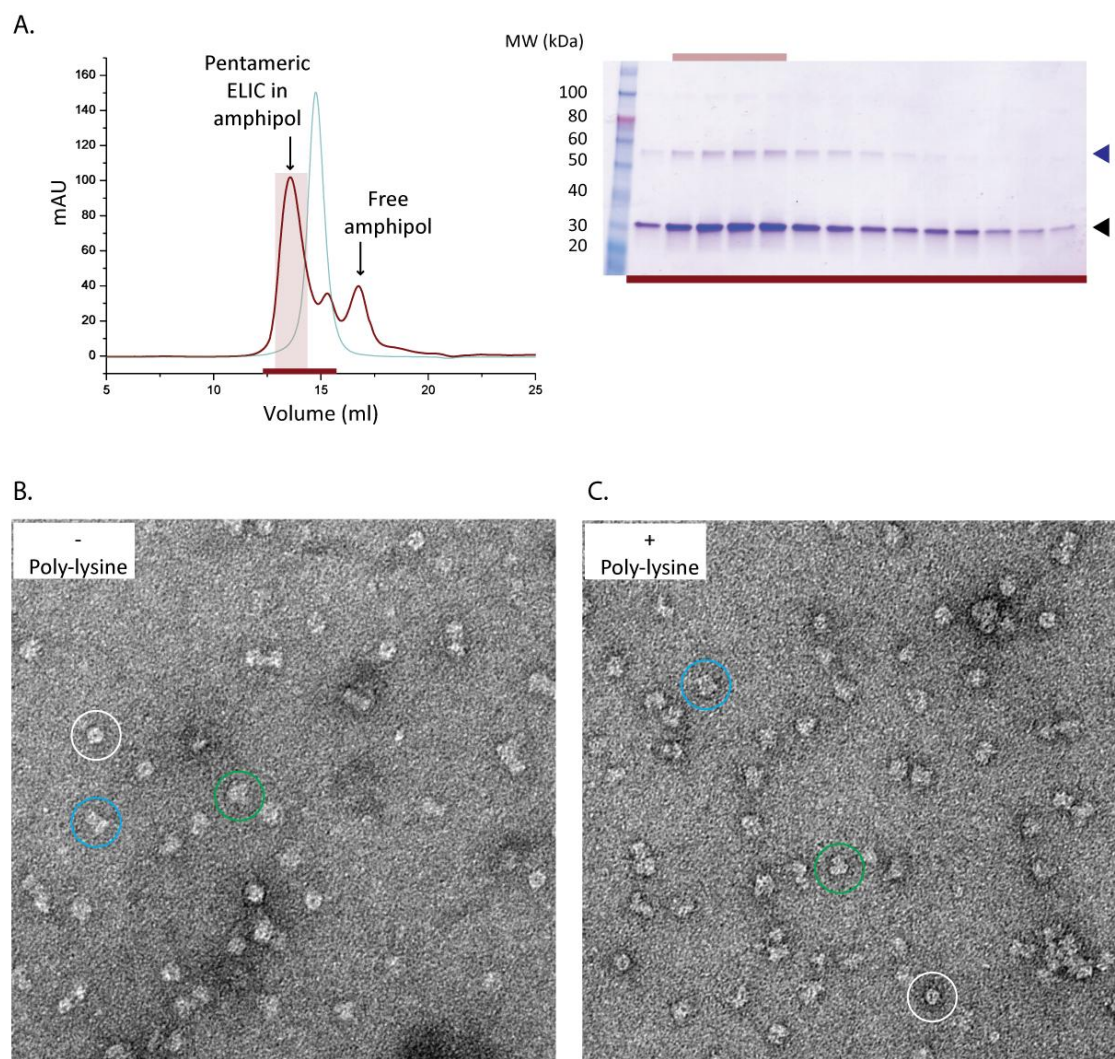 A.
Pentameric
ELIC in
amphipol
Free
amphipol
160
140
120
100
80
60
40
20
0
mAU
5
10
15
20
25
Volume (ml)
MW (kDa)
100
80
60
50
40
30
20
B.
-
Poly-lysine
C.
+
Poly-lysine